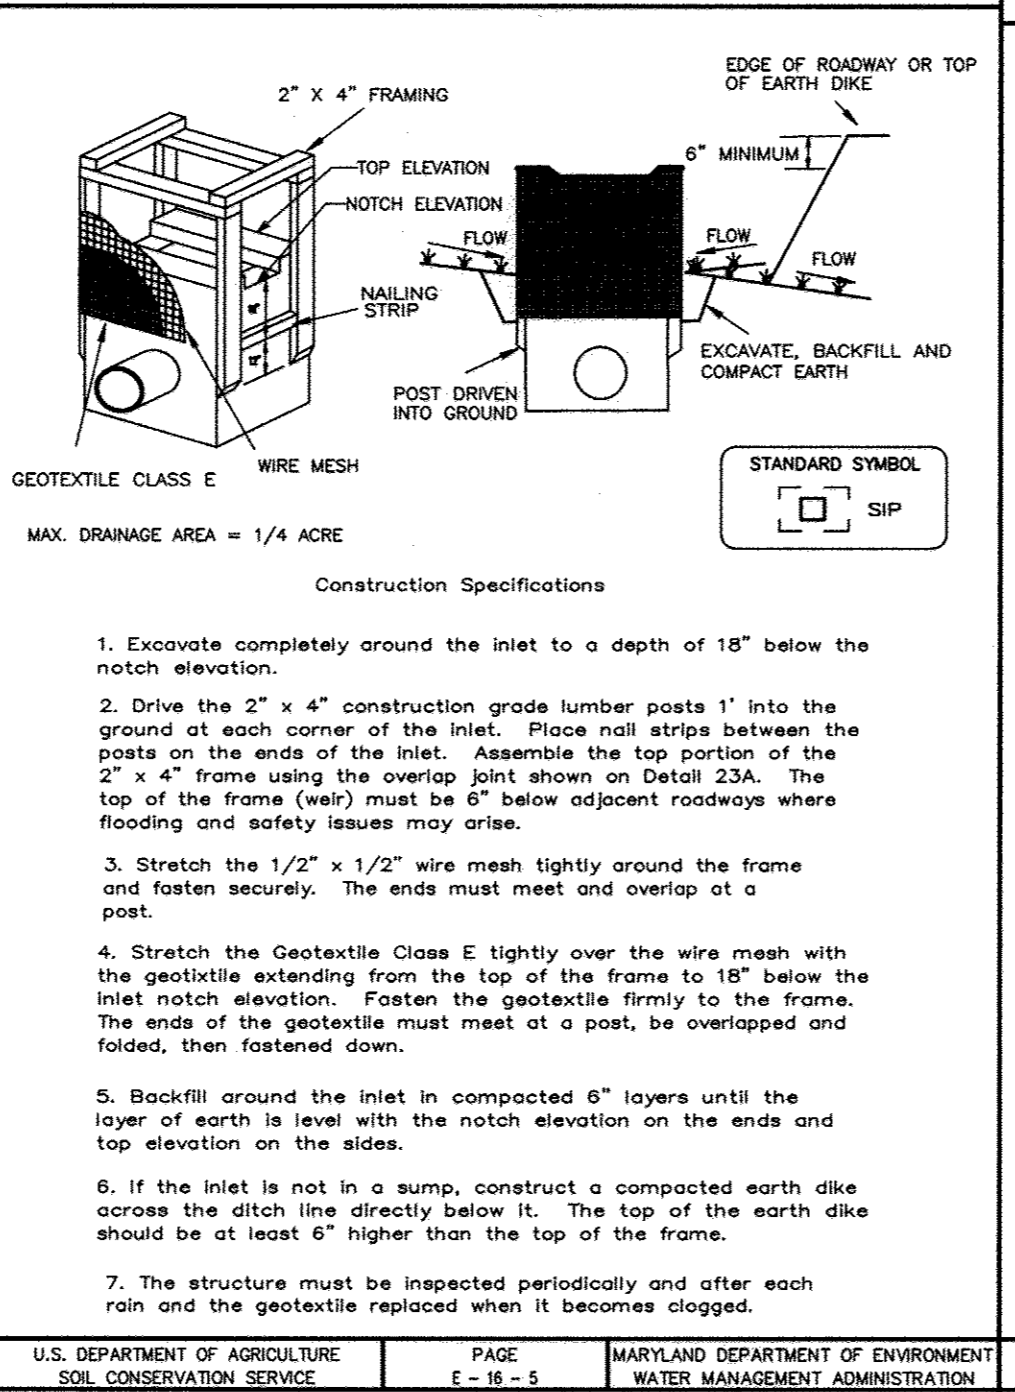 EDGE OF ROADWAY OR TOP
OF EARTH DIKE
2" X 4" FRAMING
6" MINIMUM
TOP ELEVATION
NOTCH ELEVATION
FLOW
FLOW
FLOW
NAILING
STRIP
EXCAVATE, BACKFILL AND
COMPACT EARTH
POST DRIVEN
INTO GROUND
WIRE MESH
GEOTEXTILE CLASS E
STANDARD SYMBOL
SIP
MAX. DRAINAGE AREA = 1/4 ACRE
Construction Specifications
1. Excavate completely around the inlet to a depth of 18" below the
notch elevation.
2. Drive the 2" x 4" construction grade lumber posts 1' into the
ground at each corner of the inlet. Place nail strips between the
posts on the ends of the inlet. Assemble the top portion of the
2" x 4" frame using the overlap joint shown on Detail 23A. The
top of the frame (weir) must be 6" below adjacent roadways where
flooding and safety issues may arise.
3. Stretch the 1/2" x 1/2" wire mesh tightly around the frame
and fasten securely. The ends must meet and overlap at a
post.
4. Stretch the Geotextile Class E tightly over the wire mesh with
the geotixtile extending from the top of the frame to 18" below the
inlet notch elevation. Fasten the geotextile firmly to the frame.
The ends of the geotextile must meet at a post, be overlapped and
folded, then fastened down.
5. Backfill around the inlet in compacted 6" layers until the
layer of earth is level with the notch elevation on the ends and
top elevation on the sides.
6. If the inlet is not in a sump, construct a compacted earth dike
across the ditch line directly below it. The top of the earth dike
should be at least 6" higher than the top of the frame.
7. The structure must be inspected periodically and after each
rain and the geotextile replaced when it becomes clogged.
U.S. DEPARTMENT OF AGRICULTURE
SOIL CONSERVATION SERVICE
PAGE
E - 16 - 5
MARYLAND DEPARTMENT OF ENVIRONMENT
WATER MANAGEMENT ADMINISTRATION